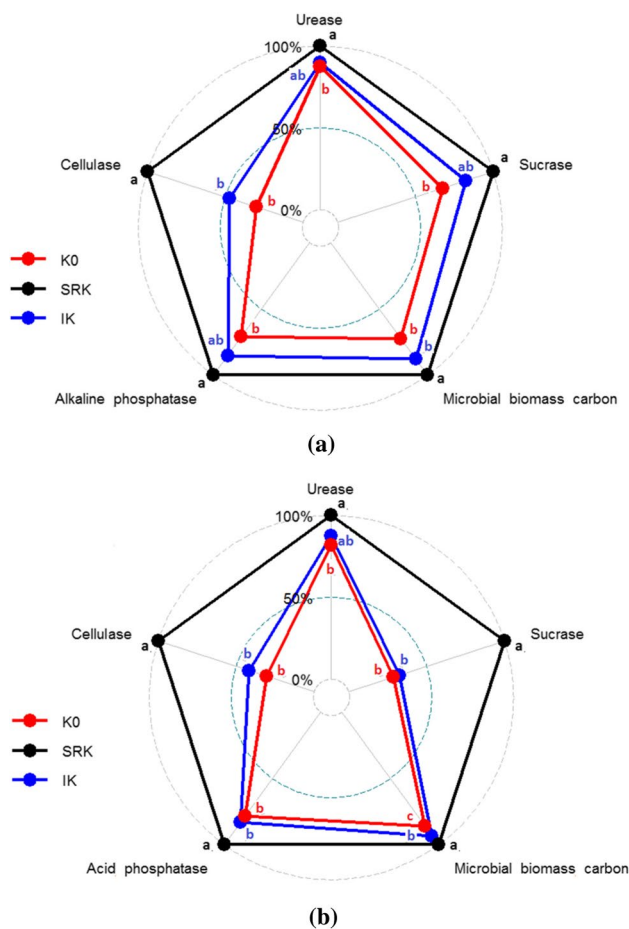 Urease
100%
a
ab
b
50%
Cellulase
a
Sucrase
a
ab
b
b
b
0%
K0
SRK
IK
b
b
ab
b
a
a
Alkaline phosphatase
Microbial biomass carbon
(a)
Urease
100%
a
ab
b
50%
Cellulase
a
Sucrase
a
b
b
b
b
0%
K0
SRK
IK
b
c
b
b
a
a
Acid phosphatase
Microbial biomass carbon
(b)